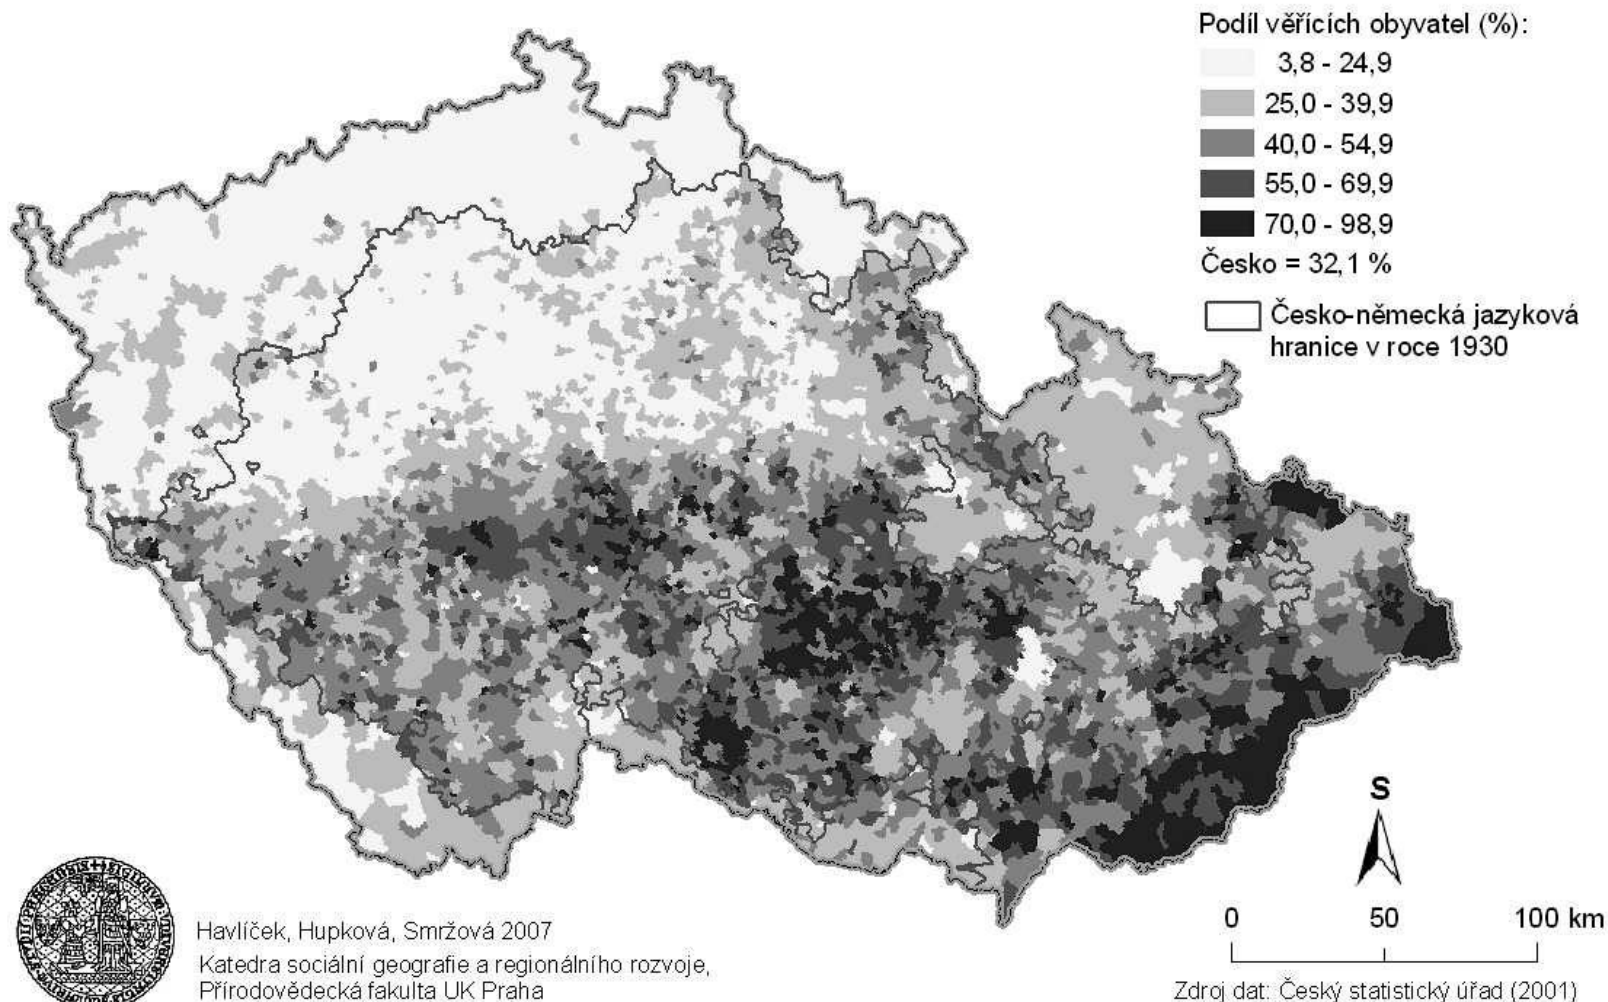 Podíl věřících obyvatel (%):
3,8 - 24,9
25,0 - 39,9
40,0 - 54,9
55,0 - 69,9
70,0 - 98,9
Česko = 32,1 %
Česko-německá jazyková
hranice v roce 1930
S
0 50 100 km
Havlíček, Hupková, Smržová 2007
Katedra sociální geografie a regionálního rozvoje,
Přírodovědecká fakulta UK Praha
Zdroj dat: Český statistický úřad (2001)